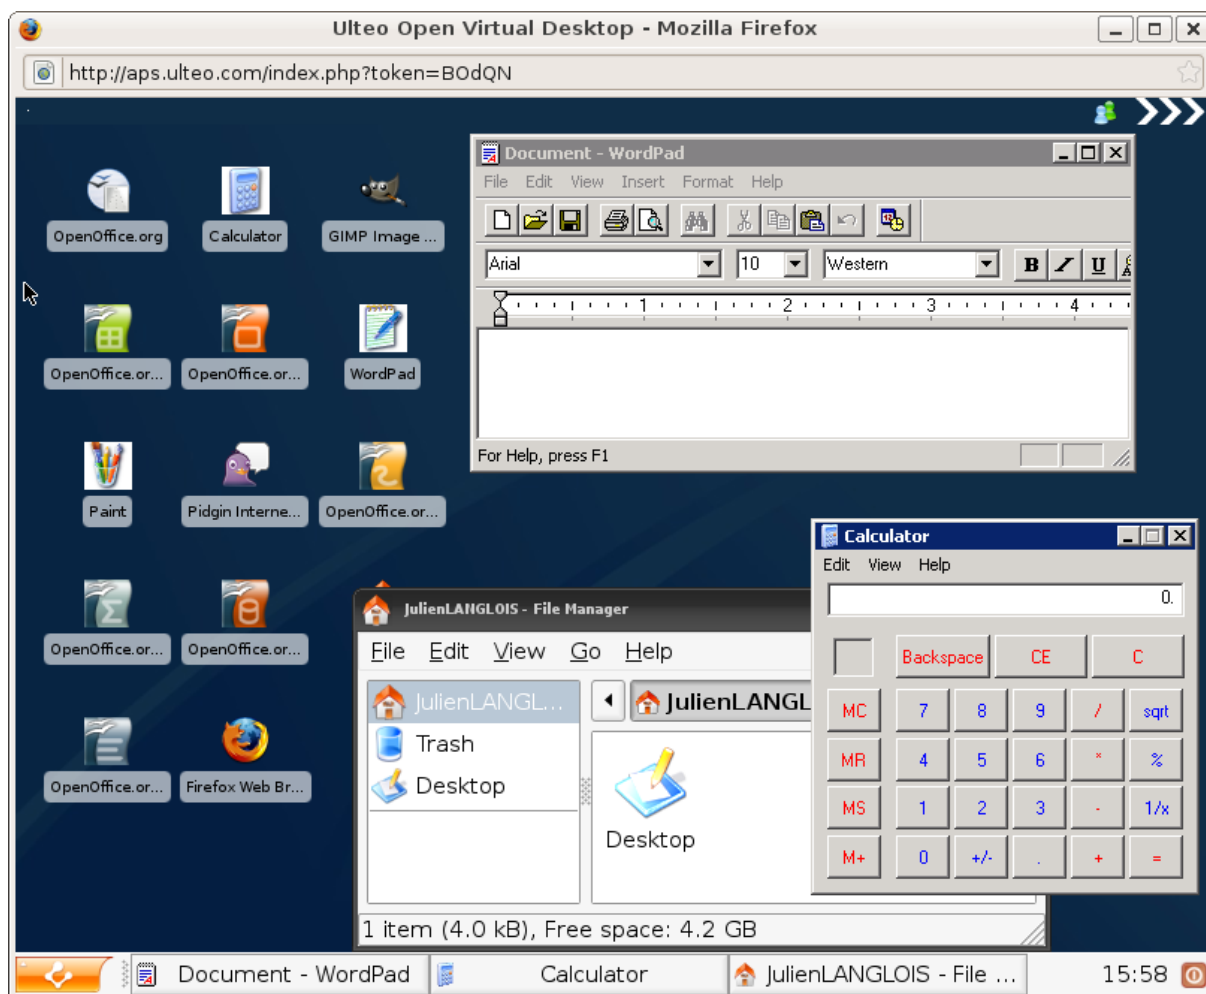 Ulteo Open Virtual Desktop - Mozilla Firefox
http://aps.ulteo.com/index.php?token=BOdQN
OpenOffice.org
Calculator
GIMP Image ...
OpenOffice.or...
OpenOffice.or...
WordPad
Paint
Pidgin Interne...
OpenOffice.or...
OpenOffice.or...
OpenOffice.or...
OpenOffice.or...
Firefox Web Br...
Document - WordPad
File Edit View Insert Format Help
Arial 10 Western B I U
1 2 3 4
For Help, press F1
Calculator
Edit View Help
0.
Backspace CE C
MC 7 8 9 / sqrt
MR 4 5 6 * %
MS 1 2 3 - 1/x
M+ 0 +/- . + =
JulienLANGLOIS - File Manager
File Edit View Go Help
JulienLANGL...
Trash
Desktop
JulienLANGL
Desktop
1 item (4.0 kB), Free space: 4.2 GB
Document - WordPad Calculator JulienLANGLOIS - File ... 15:58